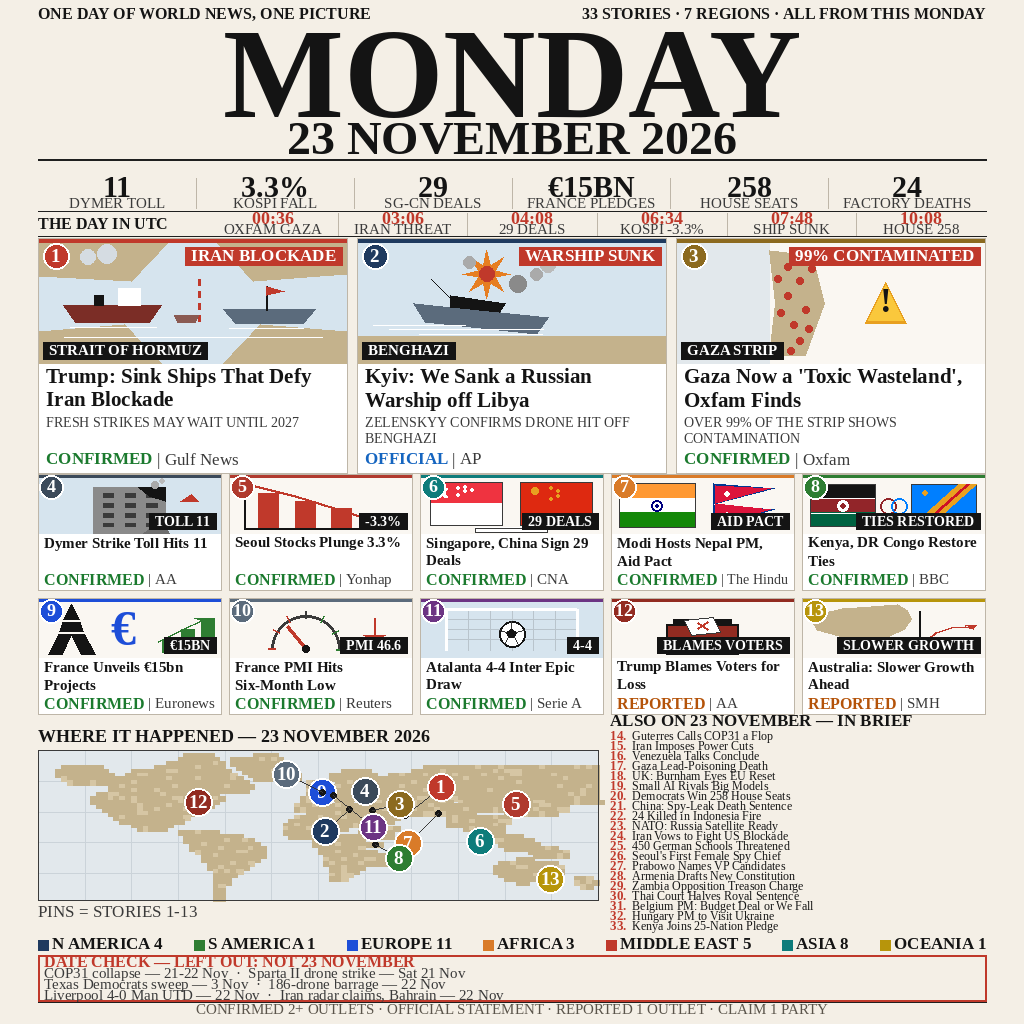 ONE DAY OF WORLD NEWS, ONE PICTURE
33 STORIES · 7 REGIONS · ALL FROM THIS MONDAY
MONDAY
23 NOVEMBER 2026
11
DYMER TOLL
3.3%
KOSPI FALL
29
SG-CN DEALS
€15BN
FRANCE PLEDGES
258
HOUSE SEATS
24
FACTORY DEATHS
THE DAY IN UTC
00:36
OXFAM GAZA
03:06
IRAN THREAT
04:08
29 DEALS
06:34
KOSPI -3.3%
07:48
SHIP SUNK
10:08
HOUSE 258
1
IRAN BLOCKADE
STRAIT OF HORMUZ
Trump: Sink Ships That Defy
Iran Blockade
FRESH STRIKES MAY WAIT UNTIL 2027
CONFIRMED | Gulf News
2
WARSHIP SUNK
BENGHAZI
Kyiv: We Sank a Russian
Warship off Libya
ZELENSKYY CONFIRMS DRONE HIT OFF
BENGHAZI
OFFICIAL | AP
3
99% CONTAMINATED
!
GAZA STRIP
Gaza Now a 'Toxic Wasteland',
Oxfam Finds
OVER 99% OF THE STRIP SHOWS
CONTAMINATION
CONFIRMED | Oxfam
4
TOLL 11
Dymer Strike Toll Hits 11
CONFIRMED | AA
5
-3.3%
Seoul Stocks Plunge 3.3%
CONFIRMED | Yonhap
6
29 DEALS
Singapore, China Sign 29
Deals
CONFIRMED | CNA
7
AID PACT
Modi Hosts Nepal PM,
Aid Pact
CONFIRMED | The Hindu
8
TIES RESTORED
Kenya, DR Congo Restore
Ties
CONFIRMED | BBC
9
€
€15BN
France Unveils €15bn
Projects
CONFIRMED | Euronews
10
PMI 46.6
France PMI Hits
Six-Month Low
CONFIRMED | Reuters
11
4-4
Atalanta 4-4 Inter Epic
Draw
CONFIRMED | Serie A
12
BLAMES VOTERS
Trump Blames Voters for
Loss
REPORTED | AA
13
SLOWER GROWTH
Australia: Slower Growth
Ahead
REPORTED | SMH
WHERE IT HAPPENED — 23 NOVEMBER 2026
10
9
4
1
12
3
5
2
11
7
6
8
13
PINS = STORIES 1-13
ALSO ON 23 NOVEMBER — IN BRIEF
14. Guterres Calls COP31 a Flop
15. Iran Imposes Power Cuts
16. Venezuela Talks Conclude
17. Gaza Lead-Poisoning Death
18. UK: Burnham Eyes EU Reset
19. Small AI Rivals Big Models
20. Democrats Win 258 House Seats
21. China: Spy-Leak Death Sentence
22. 24 Killed in Indonesia Fire
23. NATO: Russia Satellite Ready
24. Iran Vows to Fight US Blockade
25. 450 German Schools Threatened
26. Seoul's First Female Spy Chief
27. Prabowo Names VP Candidates
28. Armenia Drafts New Constitution
29. Zambia Opposition Treason Charge
30. Thai Court Halves Royal Sentence
31. Belgium PM: Budget Deal or We Fall
32. Hungary PM to Visit Ukraine
33. Kenya Joins 25-Nation Pledge
N AMERICA 4
S AMERICA 1
EUROPE 11
AFRICA 3
MIDDLE EAST 5
ASIA 8
OCEANIA 1
DATE CHECK — LEFT OUT: NOT 23 NOVEMBER
COP31 collapse — 21-22 Nov · Sparta II drone strike — Sat 21 Nov
Texas Democrats sweep — 3 Nov · 186-drone barrage — 22 Nov
Liverpool 4-0 Man UTD — 22 Nov · Iran radar claims, Bahrain — 22 Nov
CONFIRMED 2+ OUTLETS · OFFICIAL STATEMENT · REPORTED 1 OUTLET · CLAIM 1 PARTY